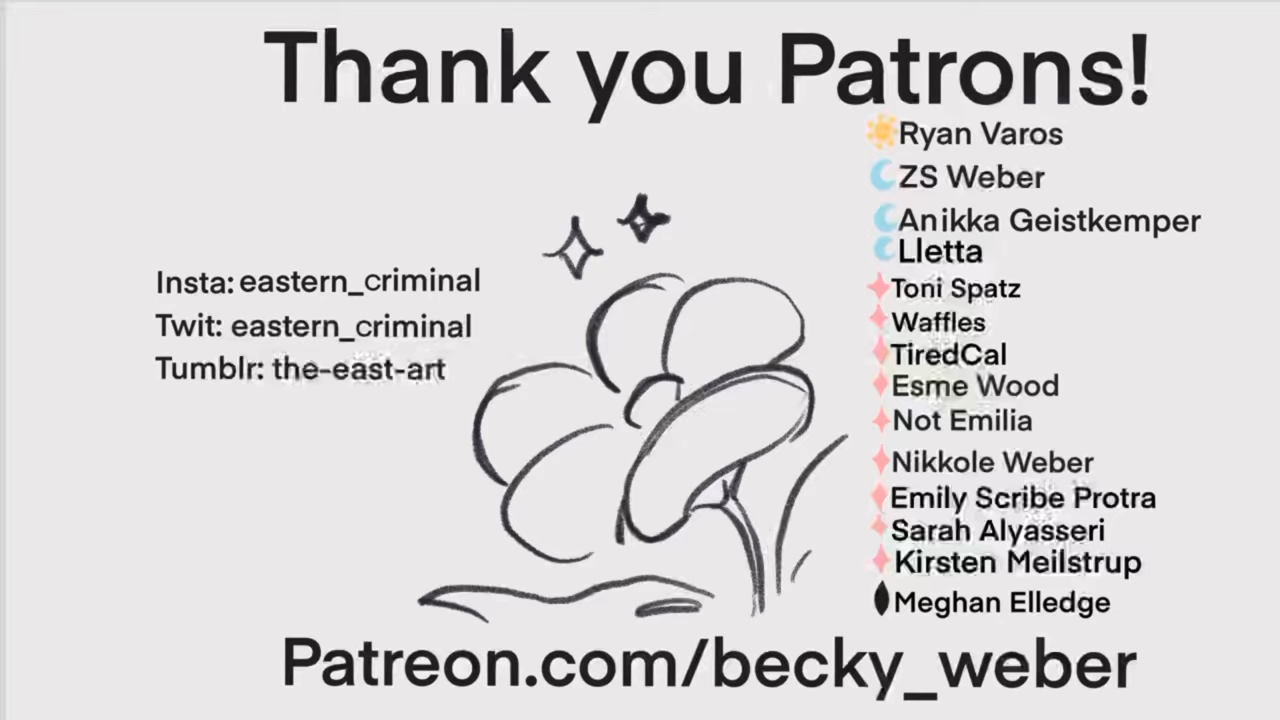 Thank you Patrons!
Ryan Varos
ZS Weber
Anikka Geistkemper
Lletta
Insta: eastern_criminal
Twit: eastern_criminal
Tumblr: the-east-art
Toni Spatz
Waffles
TiredCal
Esme Wood
Not Emilia
Nikkole Weber
Emily Scribe Protra
Sarah Alyasseri
Kirsten Meilstrup
Meghan Elledge
Patreon.com/becky_weber